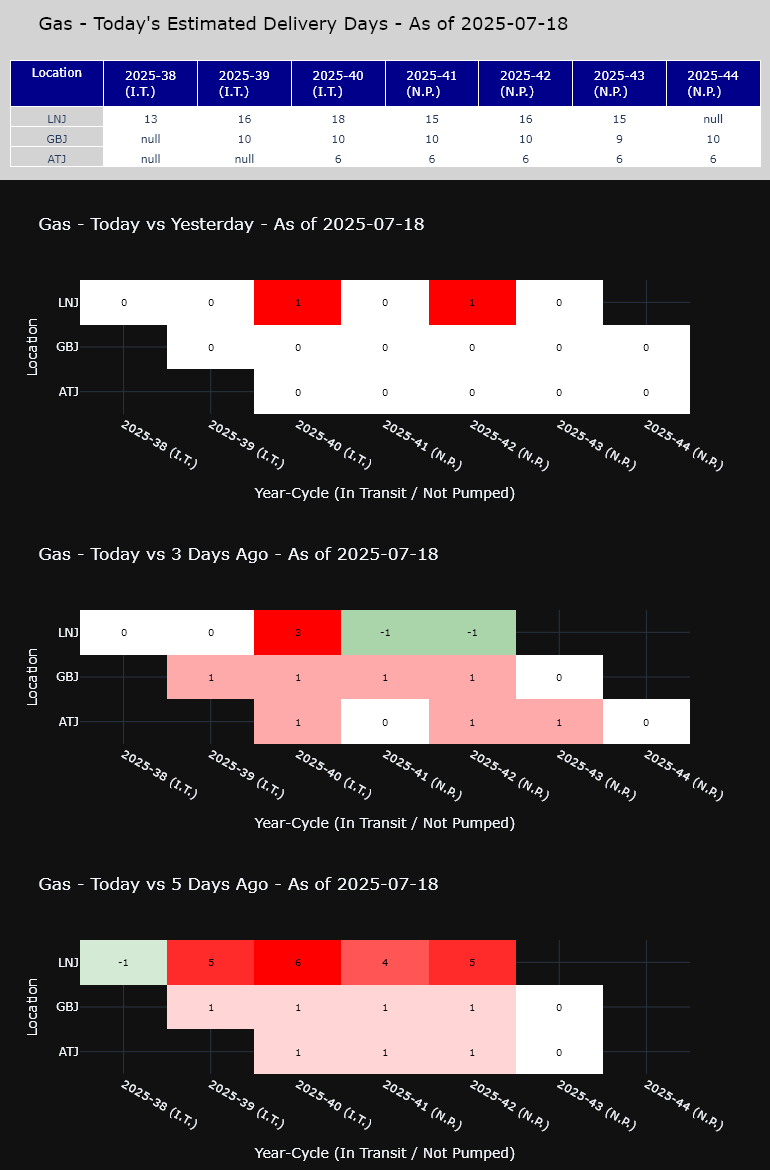 Gas - Today's Estimated Delivery Days - As of 2025-07-18
Location 2025-38 (I.T.) 2025-39 (I.T.) 2025-40 (I.T.) 2025-41 (N.P.) 2025-42 (N.P.) 2025-43 (N.P.) 2025-44 (N.P.)
LNJ 13 16 18 15 16 15 null
GBJ null 10 10 10 10 9 10
ATJ null null 6 6 6 6 6
Gas - Today vs Yesterday - As of 2025-07-18
Location
LNJ 0 0 1 0 1 0
GBJ 0 0 0 0 0 0
ATJ 0 0 0 0 0
2025-38 (I.T.) 2025-39 (I.T.) 2025-40 (I.T.) 2025-41 (N.P.) 2025-42 (N.P.) 2025-43 (N.P.) 2025-44 (N.P.)
Year-Cycle (In Transit / Not Pumped)
Gas - Today vs 3 Days Ago - As of 2025-07-18
Location
LNJ 0 0 3 -1 -1
GBJ 1 1 1 1 0
ATJ 1 0 1 1 0
2025-38 (I.T.) 2025-39 (I.T.) 2025-40 (I.T.) 2025-41 (N.P.) 2025-42 (N.P.) 2025-43 (N.P.) 2025-44 (N.P.)
Year-Cycle (In Transit / Not Pumped)
Gas - Today vs 5 Days Ago - As of 2025-07-18
Location
LNJ -1 5 6 4 5
GBJ 1 1 1 1 0
ATJ 1 1 1 0
2025-38 (I.T.) 2025-39 (I.T.) 2025-40 (I.T.) 2025-41 (N.P.) 2025-42 (N.P.) 2025-43 (N.P.) 2025-44 (N.P.)
Year-Cycle (In Transit / Not Pumped)